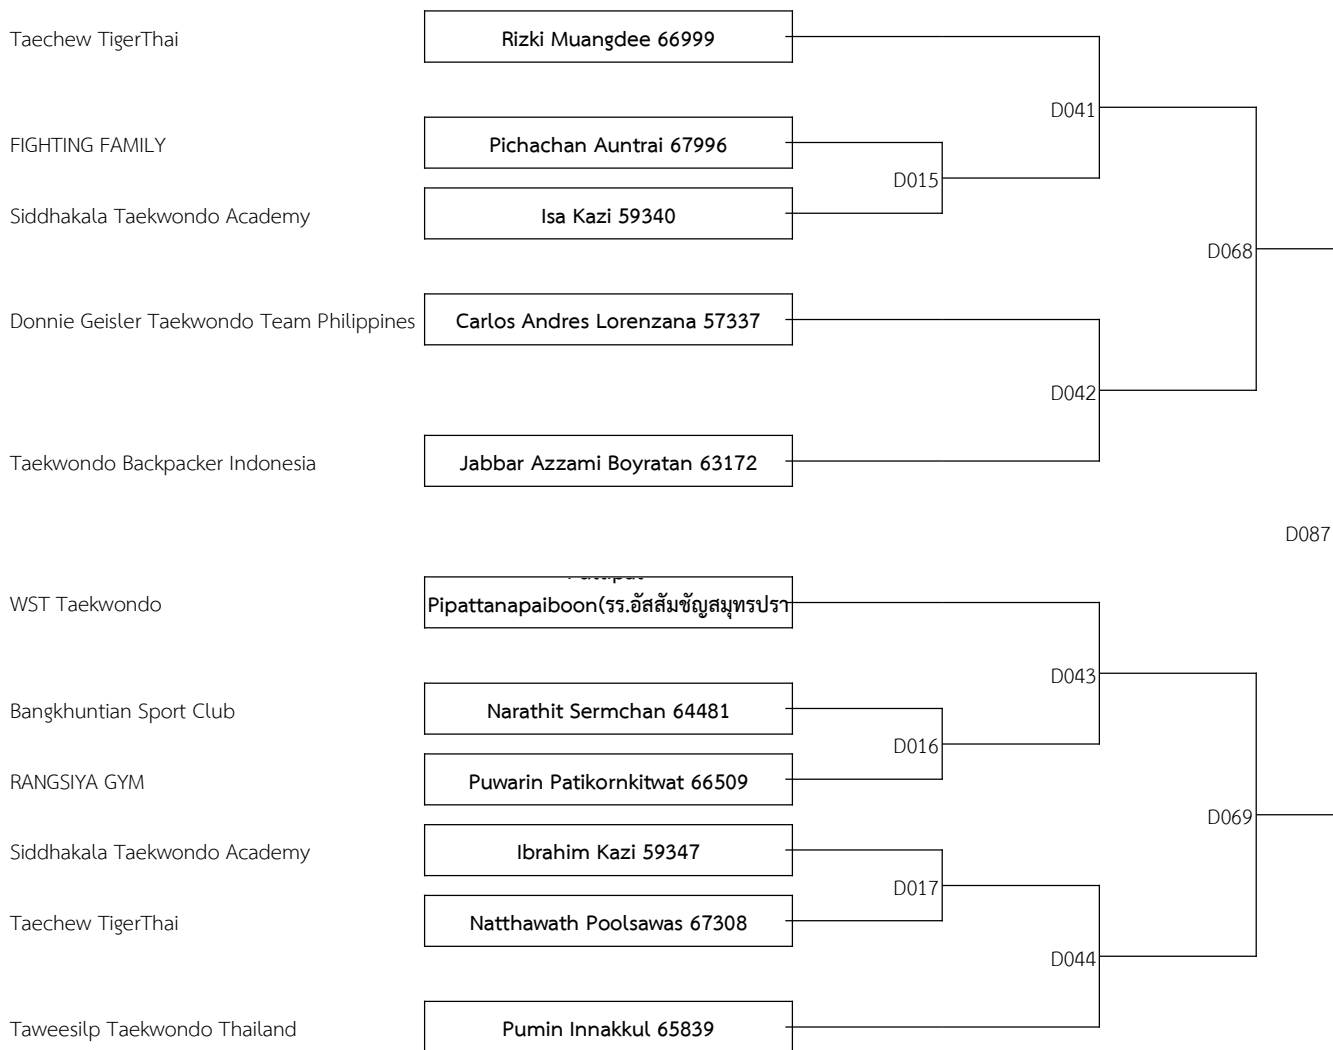 Taechew TigerThai
Rizki Muangdee 66999
D041
FIGHTING FAMILY
Pichachan Auntrai 67996
D015
Siddhakala Taekwondo Academy
Isa Kazi 59340
D068
Donnie Geisler Taekwondo Team Philippines
Carlos Andres Lorenzana 57337
D042
Taekwondo Backpacker Indonesia
Jabbar Azzami Boyratan 63172
D087
WST Taekwondo
Pipattanapaiboon(รร.อัสสัมชัญสมุทรปรา
D043
Bangkhuntian Sport Club
Narathit Sermchan 64481
D016
RANGSIYA GYM
Puwarin Patikornkitwat 66509
D069
Siddhakala Taekwondo Academy
Ibrahim Kazi 59347
D017
Taechew TigerThai
Natthawath Poolsawas 67308
D044
Taweesilp Taekwondo Thailand
Pumin Innakkul 65839